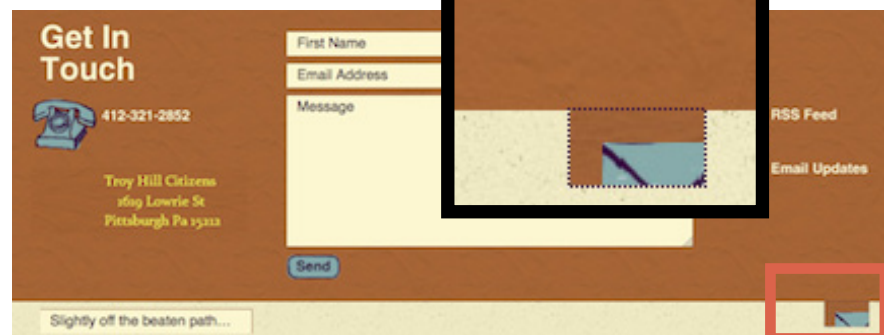 Get In
Touch
412-321-2852
Troy Hill Citizens
1619 Lowrie St
Pittsburgh Pa 15212
First Name
Email Address
Message
Send
RSS Feed
Email Updates
Slightly off the beaten path...